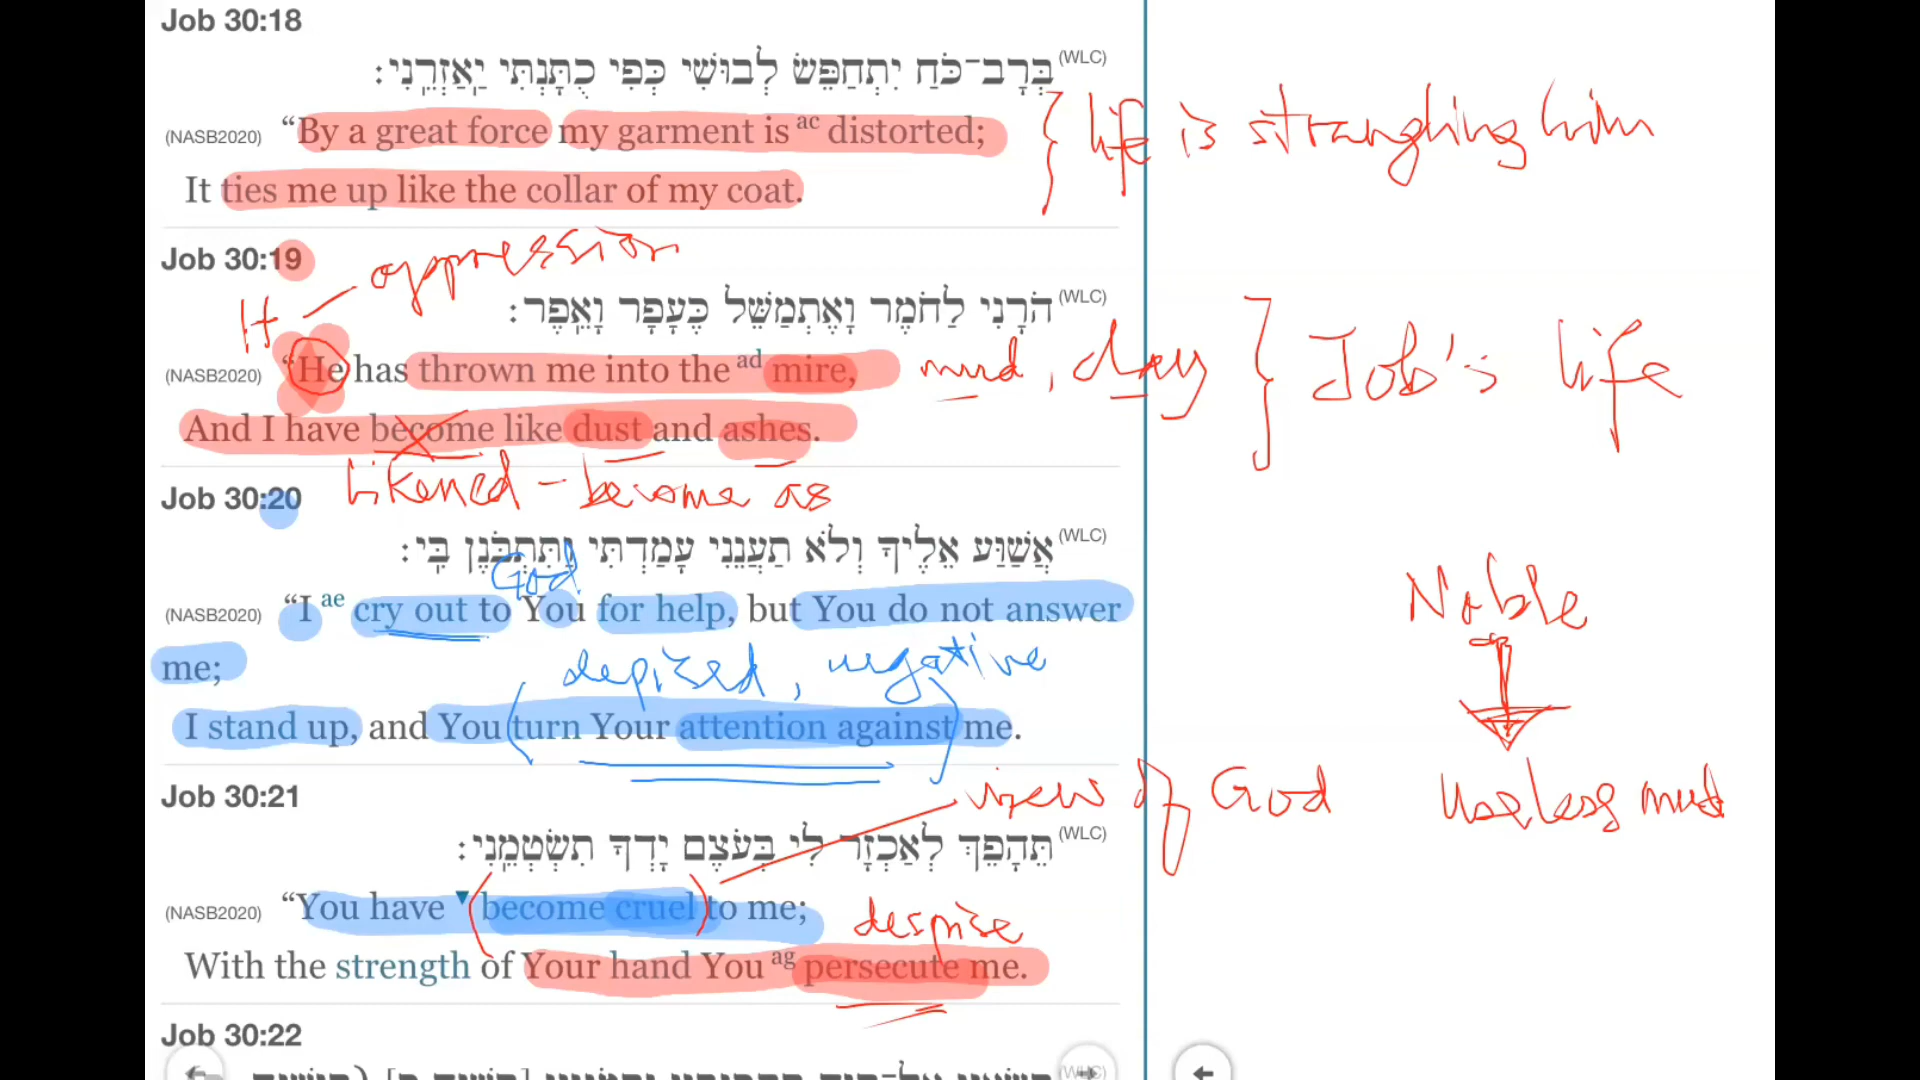 Job 30:18
בְּרָב־כֹּחַ יִתְחַפֵּשׂ לְבוּשִׁי כְּפִי כֻתָּנְתִּי יַֽאַזְרֵֽנִי׃ (WLC)
(NASB2020) “By a great force my garment is ac distorted;
It ties me up like the collar of my coat.
} life is strangling him
Job 30:19
It — oppression
הֹרָנִי לַחֹמֶר וָאֶתְמַשֵּׁל כֶּעָפָר וָאֵֽפֶר׃ (WLC)
(NASB2020) “He has thrown me into the ad mire, mud, clay } Job's life
And I have become like dust and ashes.
Likened - become as
Job 30:20
אֲשַׁוַּע אֵלֶיךָ וְלֹא תַעֲנֵנִי עָמַדְתִּי וַתִּתְבֹּנֶן בִּֽי׃ (WLC)
God
(NASB2020) “I ae cry out to You for help, but You do not answer
me;
depised, negative
I stand up, and You turn Your attention against me.
Noble
Useless mud
Job 30:21
view of God
תֵּהָפֵךְ לְאַכְזָר לִי בְּעֹצֶם יָדְךָ תִשְׂטְמֵֽנִי׃ (WLC)
(NASB2020) “You have become cruel to me;
despise
With the strength of Your hand You ag persecute me.
Job 30:22
(WLC)